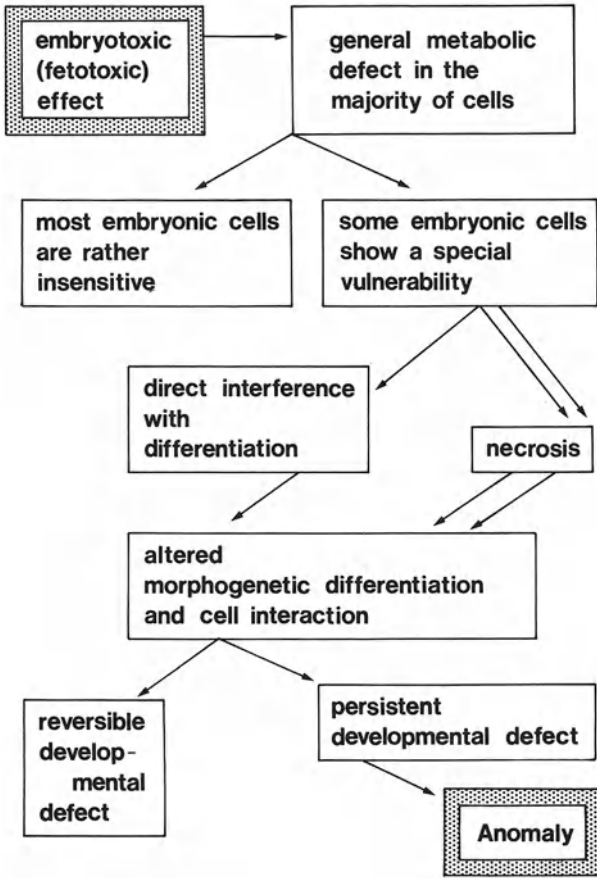 embryotoxic
(fetotoxic)
effect
general metabolic
defect in the
majority of cells
most embryonic cells
are rather
insensitive
some embryonic cells
show a special
vulnerability
direct interference
with
differentiation
necrosis
altered
morphogenetic differentiation
and cell interaction
reversible
develop-
mental
defect
persistent
developmental defect
Anomaly